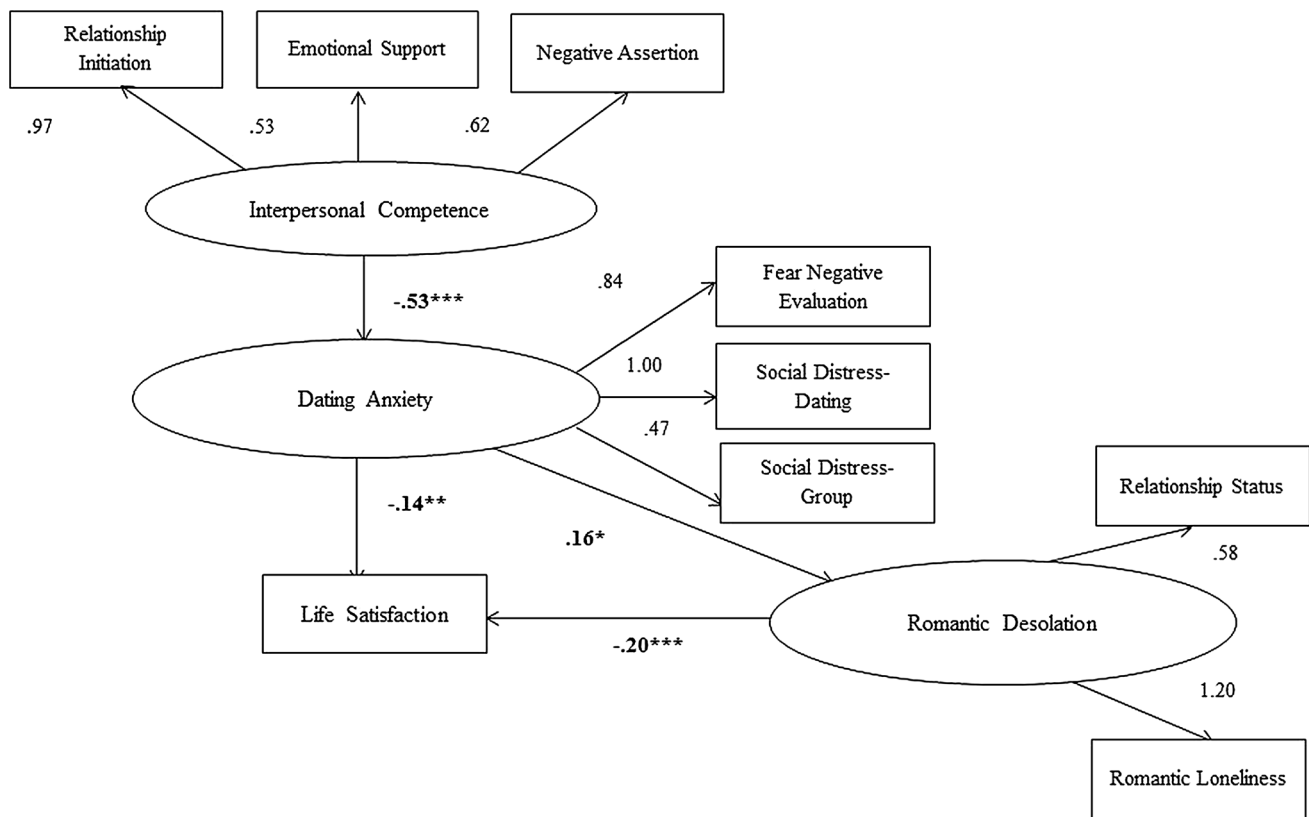 Relationship
Initiation
Emotional Support
Negative Assertion
.97
.53
.62
Interpersonal Competence
-.53***
.84
Fear Negative
Evaluation
1.00
Social Distress-
Dating
Dating Anxiety
.47
Social Distress-
Group
-.14**
.16*
Relationship Status
.58
Life Satisfaction
Romantic Desolation
-.20***
1.20
Romantic Loneliness